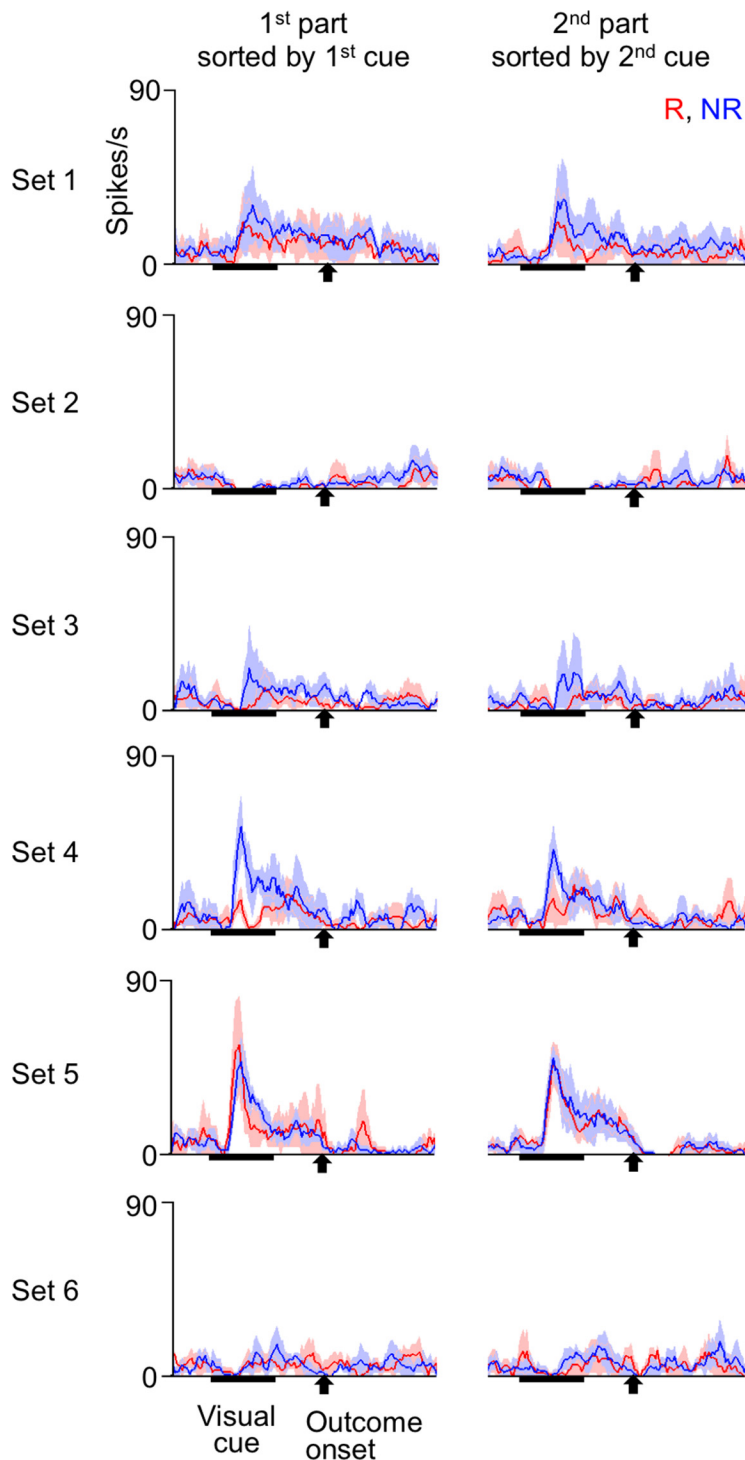 1st part
sorted by 1st cue
2nd part
sorted by 2nd cue
R, NR
Set 1
Spikes/s
90
0
Set 2
90
0
Set 3
90
0
Set 4
90
0
Set 5
90
0
Set 6
90
0
Visual
cue
Outcome
onset